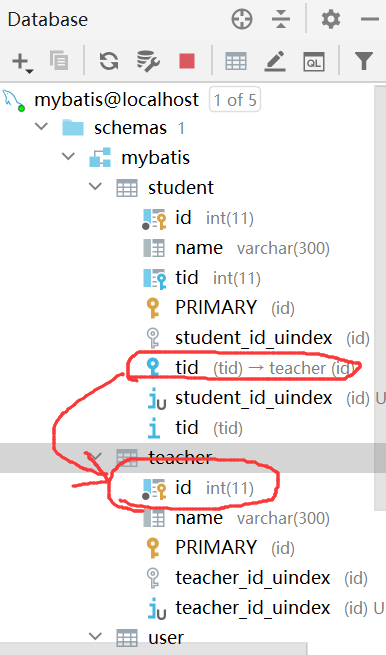 Database
QL
mybatis@localhost 1 of 5
schemas 1
mybatis
student
id int(11)
name varchar(300)
tid int(11)
PRIMARY (id)
student_id_uindex (id)
tid (tid) → teacher (id)
student_id_uindex (id) U
tid (tid)
teacher
id int(11)
name varchar(300)
PRIMARY (id)
teacher_id_uindex (id)
teacher_id_uindex (id) U
user